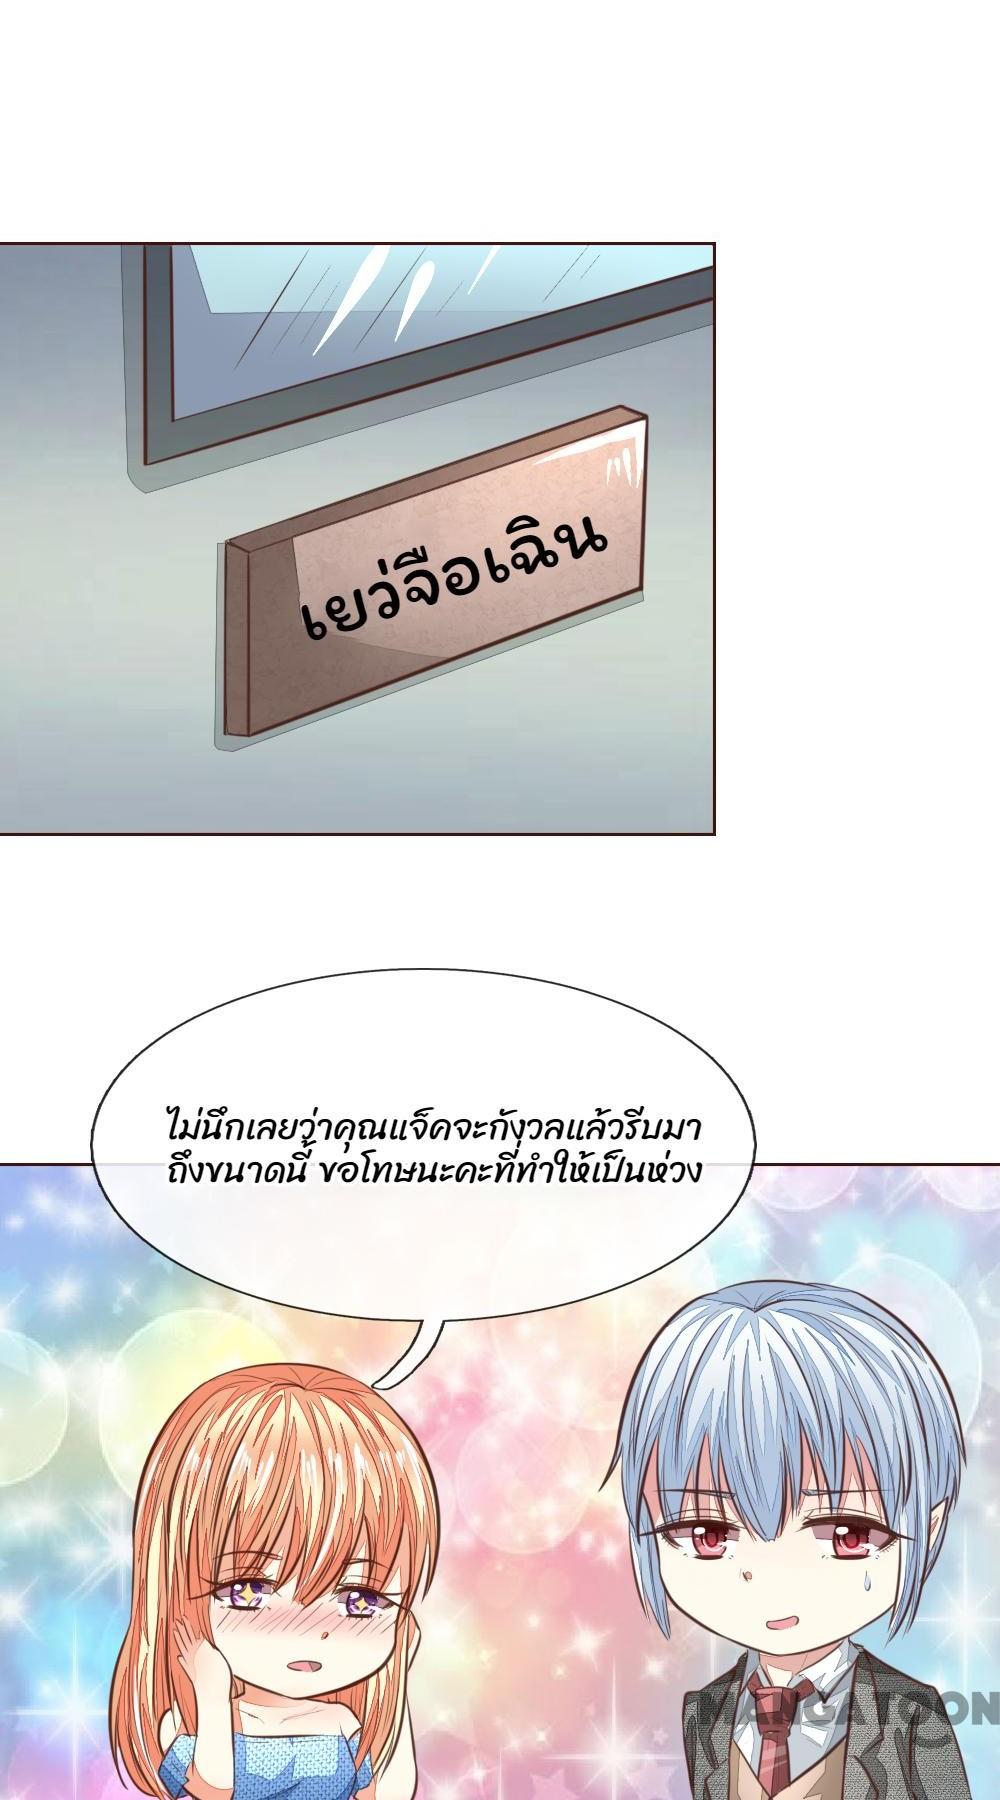 เยว่จือเฉิน
ไม่นึกเลยว่าคุณแจ็คจะกังวลแล้วรีบมา
ถึงขนาดนี้ ขอโทษนะคะที่ทำให้เป็นห่วง
MANGATOON